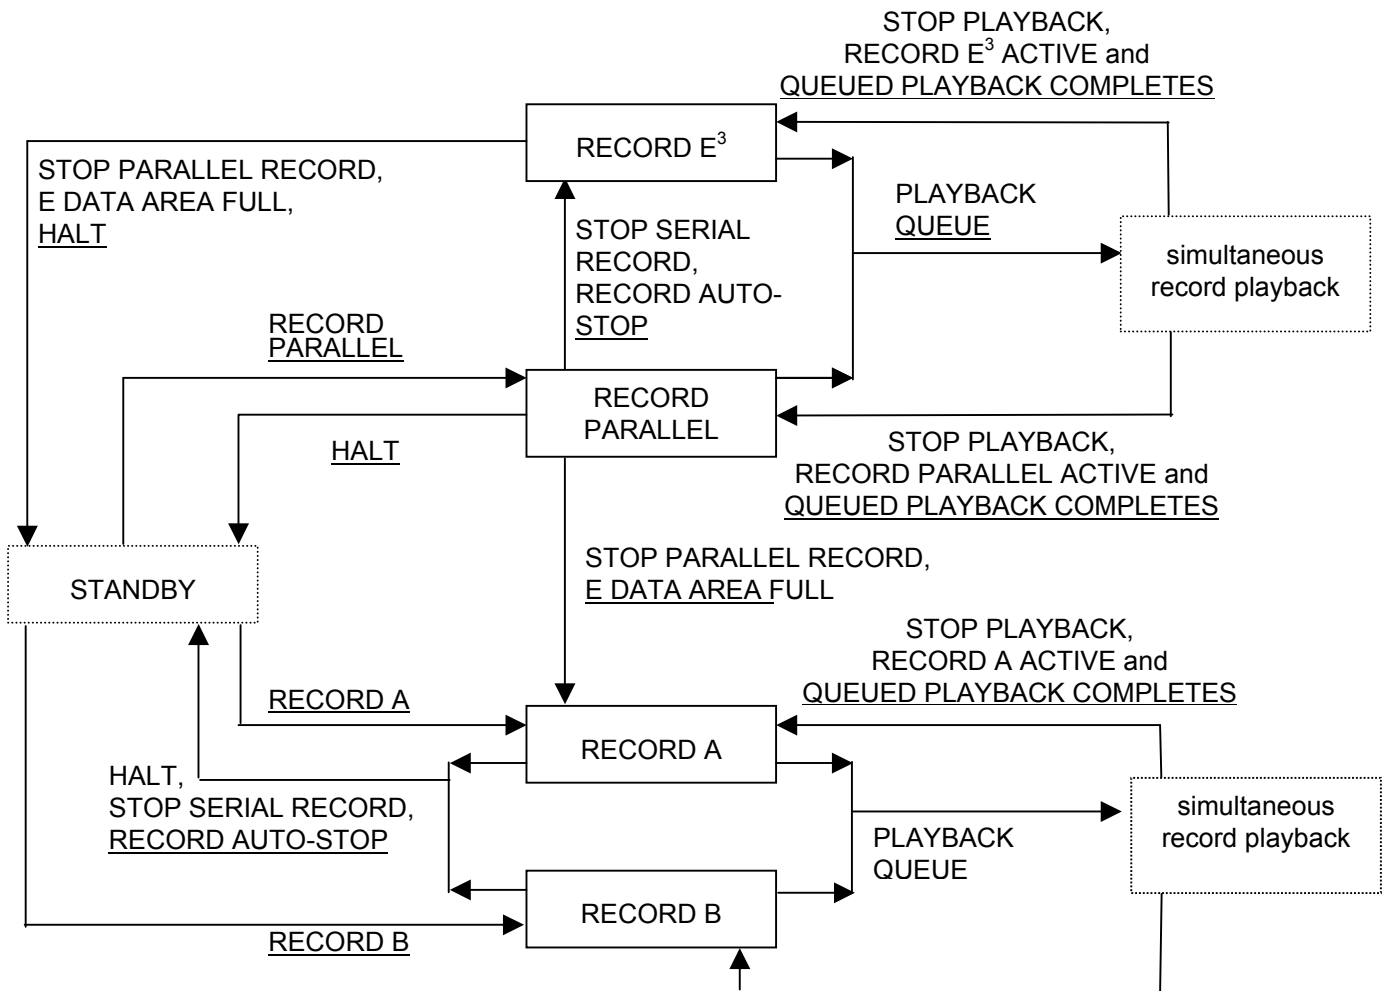 STOP PLAYBACK,
RECORD E³ ACTIVE and
QUEUED PLAYBACK COMPLETES
RECORD E³
STOP PARALLEL RECORD,
E DATA AREA FULL,
HALT
PLAYBACK
QUEUE
STOP SERIAL
RECORD,
RECORD AUTO-
STOP
simultaneous
record playback
RECORD
PARALLEL
RECORD
PARALLEL
HALT
STOP PLAYBACK,
RECORD PARALLEL ACTIVE and
QUEUED PLAYBACK COMPLETES
STANDBY
STOP PARALLEL RECORD,
E DATA AREA FULL
STOP PLAYBACK,
RECORD A ACTIVE and
QUEUED PLAYBACK COMPLETES
RECORD A
RECORD A
HALT,
STOP SERIAL RECORD,
RECORD AUTO-STOP
simultaneous
record playback
PLAYBACK
QUEUE
RECORD B
RECORD B